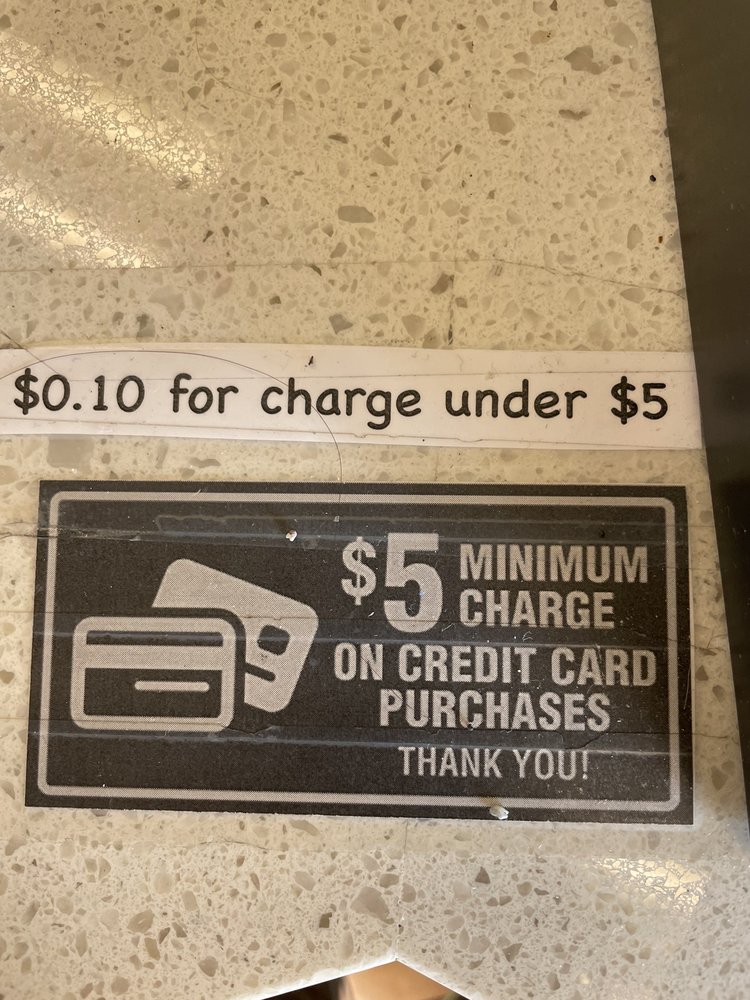 $0.10 for charge under $5
$5 MINIMUM
CHARGE
ON CREDIT CARD
PURCHASES
THANK YOU!